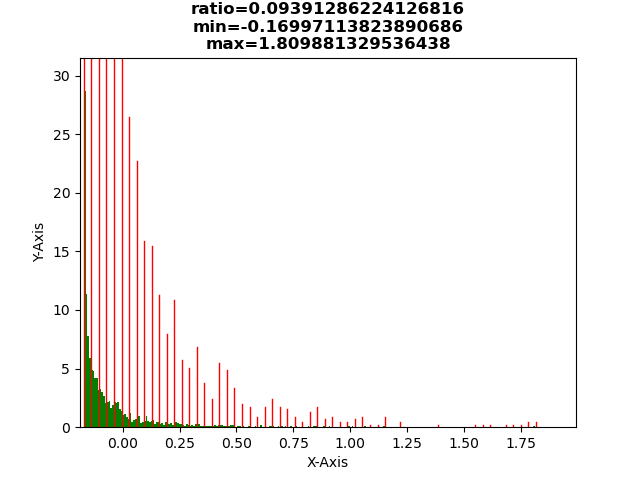 ratio=0.09391286224126816
min=-0.16997113823890686
max=1.809881329536438
30
25
20
15
10
5
0
Y-Axis
0.00 0.25 0.50 0.75 1.00 1.25 1.50 1.75
X-Axis